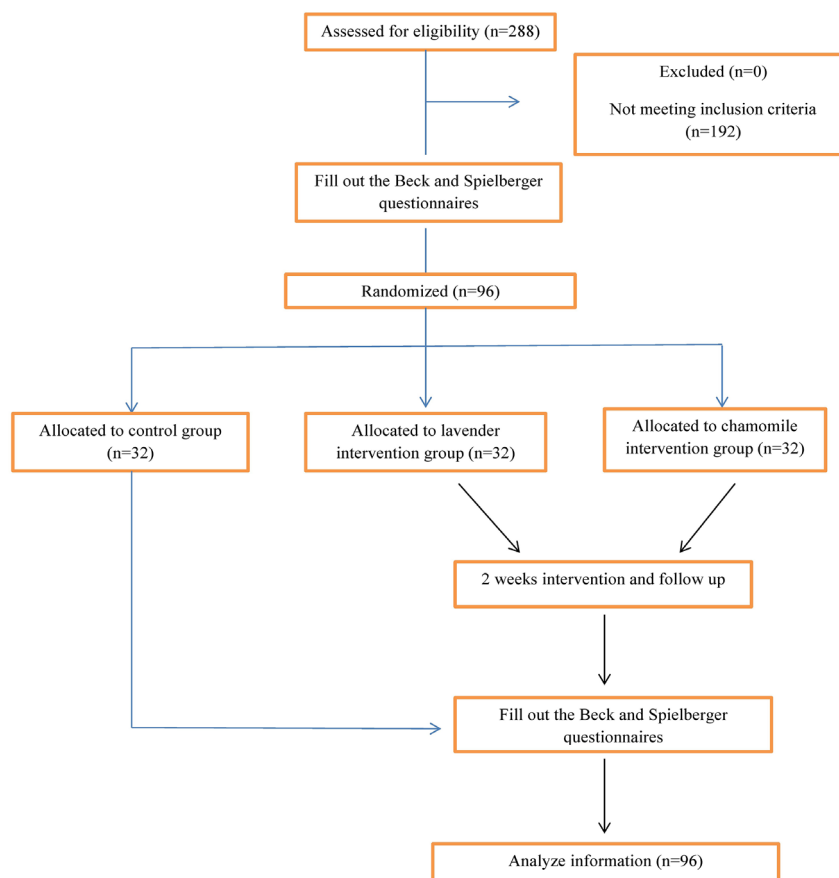 Assessed for eligibility (n=288)
Excluded (n=0)
Not meeting inclusion criteria
(n=192)
Fill out the Beck and Spielberger
questionnaires
Randomized (n=96)
Allocated to control group
(n=32)
Allocated to lavender
intervention group (n=32)
Allocated to chamomile
intervention group (n=32)
2 weeks intervention and follow up
Fill out the Beck and Spielberger
questionnaires
Analyze information (n=96)